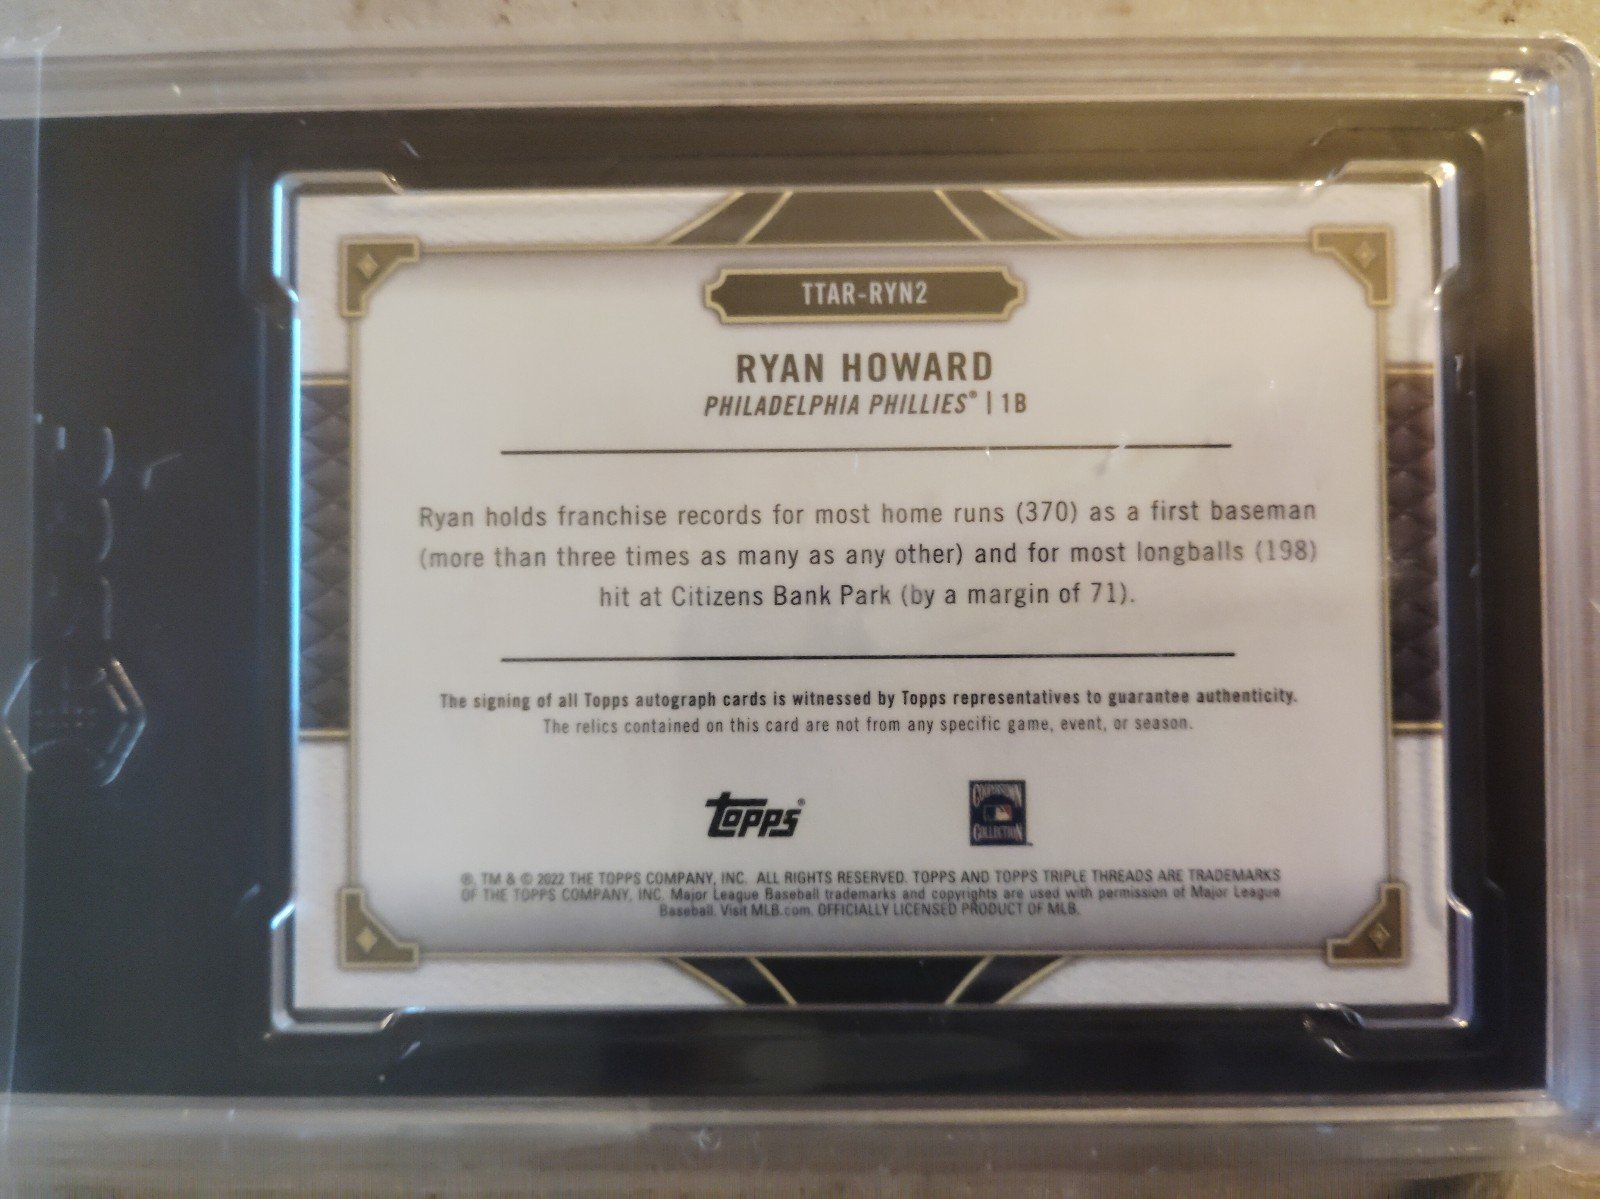 TTAR-RYN2
RYAN HOWARD
PHILADELPHIA PHILLIES® | 1B
Ryan holds franchise records for most home runs (370) as a first baseman
(more than three times as many as any other) and for most longballs (198)
hit at Citizens Bank Park (by a margin of 71).
The signing of all Topps autograph cards is witnessed by Topps representatives to guarantee authenticity.
The relics contained on this card are not from any specific game, event, or season.
Topps®
COOPERSTOWN
COLLECTION™
®, TM & © 2022 THE TOPPS COMPANY, INC. ALL RIGHTS RESERVED. TOPPS AND TOPPS TRIPLE THREADS ARE TRADEMARKS
OF THE TOPPS COMPANY, INC. Major League Baseball trademarks and copyrights are used with permission of Major League
Baseball. Visit MLB.com. OFFICIALLY LICENSED PRODUCT OF MLB.